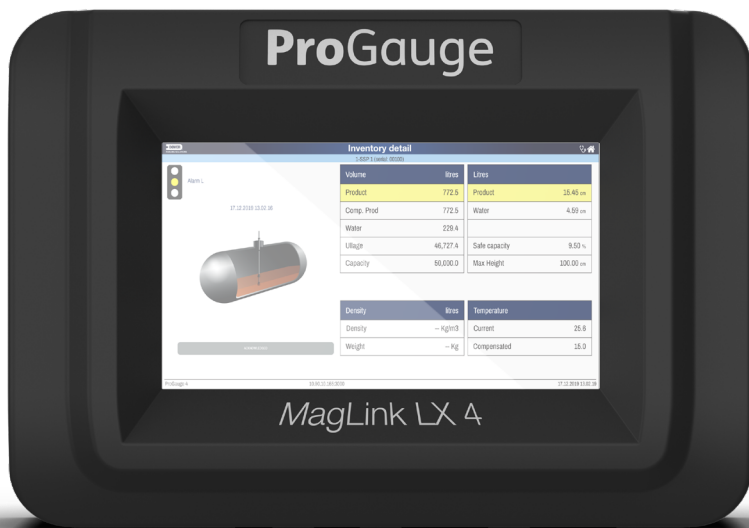 ProGauge
Inventory detail
Alarm L
17.12.2018 13.02.18
Volume litres
Product 772.5
Comp. Prod 772.5
Water 229.4
Ullage 46,727.4
Capacity 50,000.0
Litres
Product 15.46 cm
Water 4.59 cm
Safe capacity 9.50 %
Max Height 100.00 cm
Density litres
Density -- Kg/m3
Weight -- Kg
Temperature
Current 25.6
Compensated 15.0
ProGauge 4
17.12.2018 13.02.18
MagLink LX 4